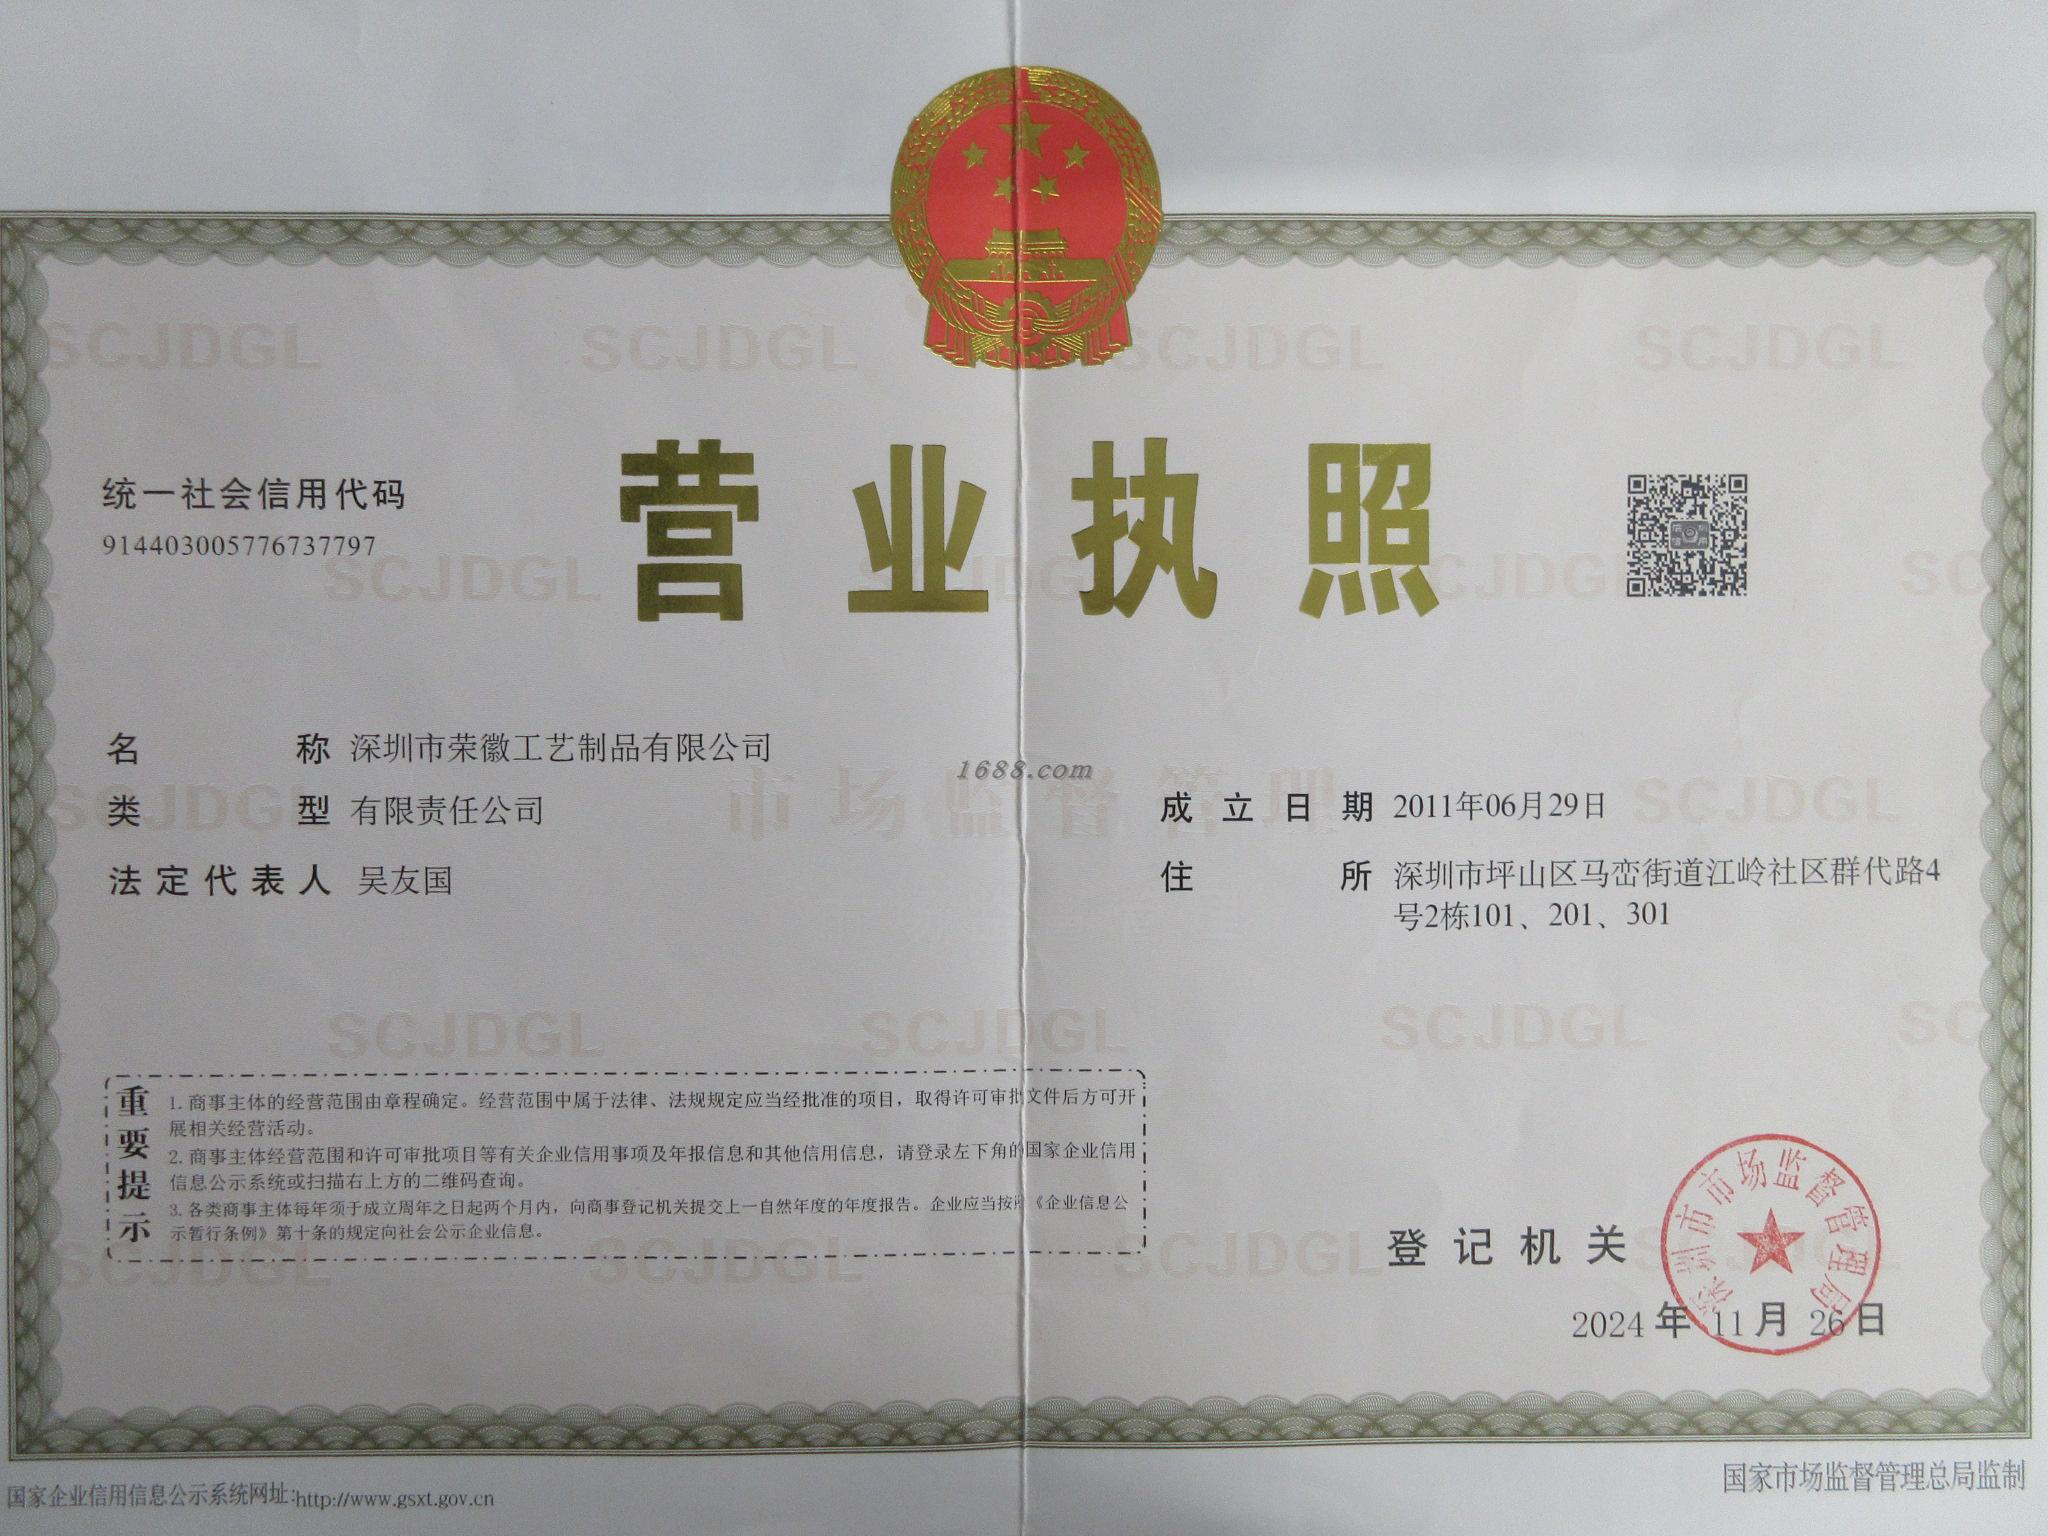 营业执照
统一社会信用代码
914403005776737797
名称 深圳市荣徽工艺制品有限公司
类型 有限责任公司
法定代表人 吴友国
1688.com
成立日期 2011年06月29日
住所 深圳市坪山区马峦街道江岭社区群代路4
号2栋101、201、301
重要提示
1. 商事主体的经营范围由章程确定。经营范围中属于法律、法规规定应当经批准的项目，取得许可审批文件后方可开
展相关经营活动。
2. 商事主体经营范围和许可审批项目等有关企业信用事项及年报信息和其他信用信息，请登录左下角的国家企业信用
信息公示系统或扫描右上方的二维码查询。
3. 各类商事主体每年须于成立周年之日起两个月内，向商事登记机关提交上一自然年度的年度报告。企业应当按照《企业信息公
示暂行条例》第十条的规定向社会公示企业信息。
登记机关
深圳市市场监督管理局
2024年11月26日
国家企业信用信息公示系统网址:http://www.gsxt.gov.cn
国家市场监督管理总局监制
SCJDGL
市场监督管理